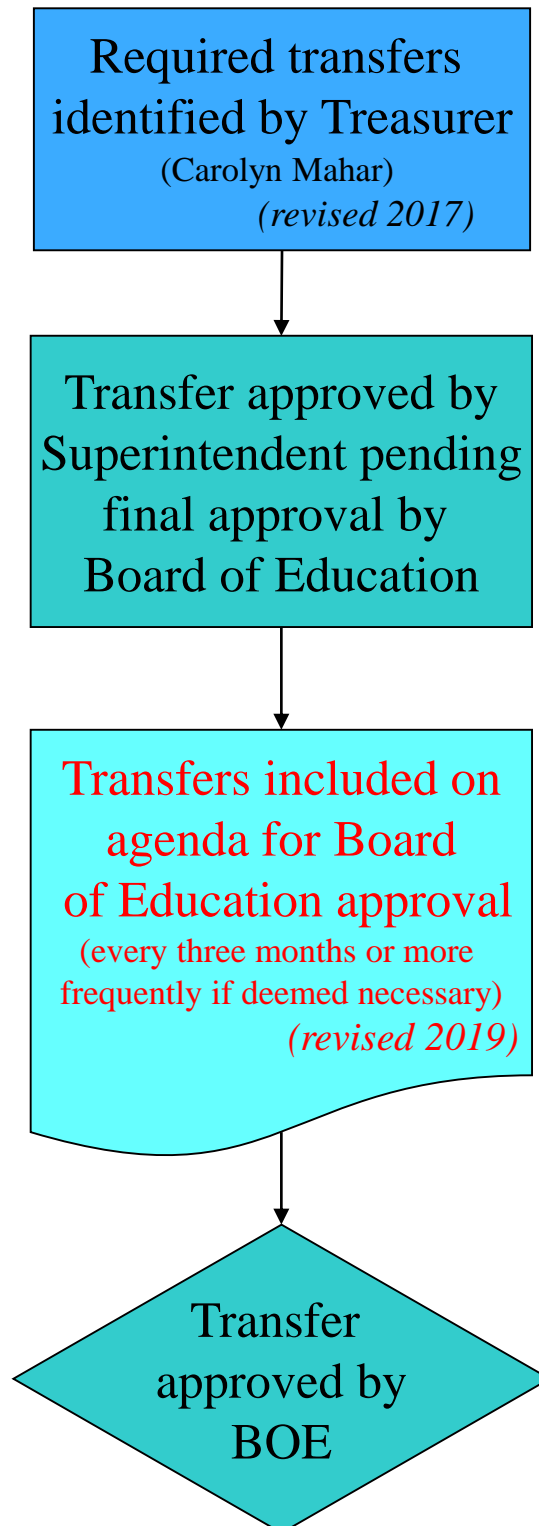 Required transfers
identified by Treasurer
(Carolyn Mahar)
(revised 2017)
Transfer approved by
Superintendent pending
final approval by
Board of Education
Transfers included on
agenda for Board
of Education approval
(every three months or more
frequently if deemed necessary)
(revised 2019)
Transfer
approved by
BOE